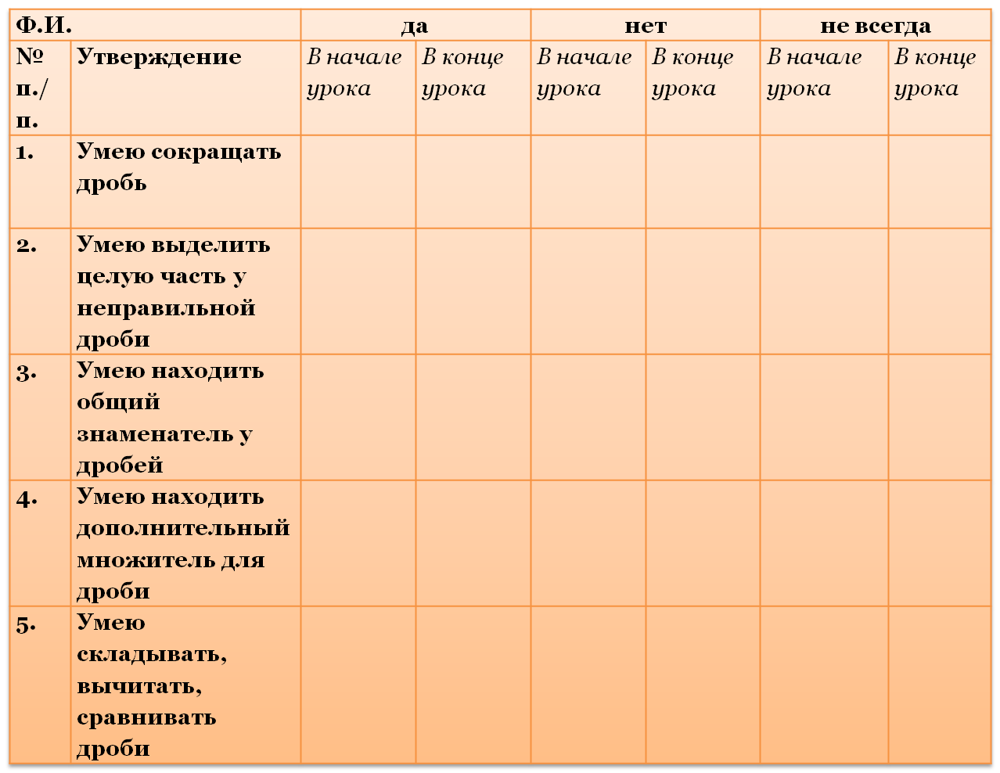 Ф.И.
да
нет
не всегда
№
п./
п.
Утверждение
В начале
урока
В конце
урока
В начале
урока
В конце
урока
В начале
урока
В конце
урока
1.
Умею сокращать
дробь
2.
Умею выделить
целую часть у
неправильной
дроби
3.
Умею находить
общий
знаменатель у
дробей
4.
Умею находить
дополнительный
множитель для
дроби
5.
Умею
складывать,
вычитать,
сравнивать
дроби